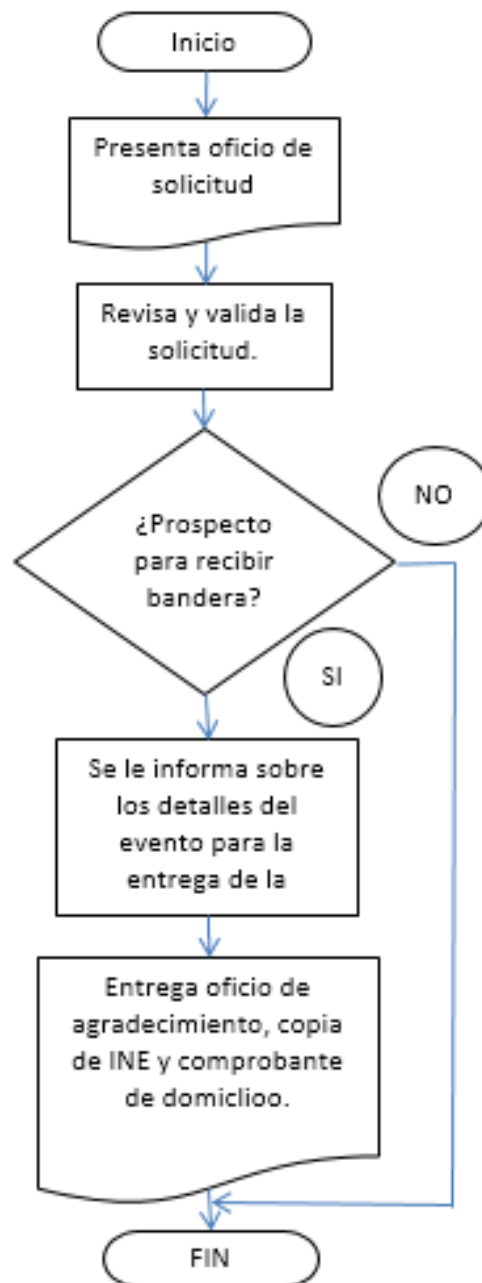 Inicio
Presenta oficio de
solicitud
Revisa y valida la
solicitud.
¿Prospecto
para recibir
bandera?
NO
SI
Se le informa sobre
los detalles del
evento para la
entrega de la
Entrega oficio de
agradecimiento, copia
de INE y comprobante
de domiclioo.
FIN